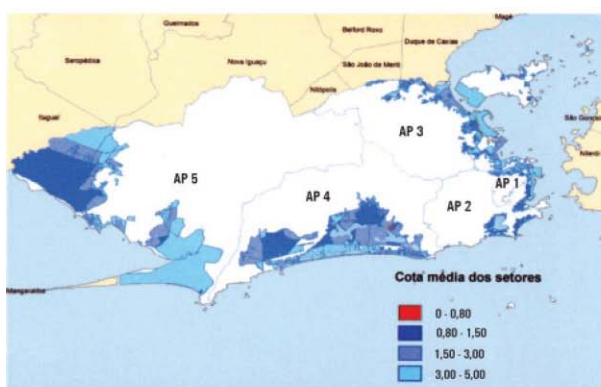 Queimados
Belford Roxo
Magé
Duque de Caxias
Seropédica
Nova Iguaçu
São João de Meriti
Nilópolis
Itaguaí
São Gonçalo
AP 3
Niterói
AP 5
AP 1
AP 4
AP 2
Mangaratiba
Cota média dos setores
0 - 0,80
0,80 - 1,50
1,50 - 3,00
3,00 - 5,00